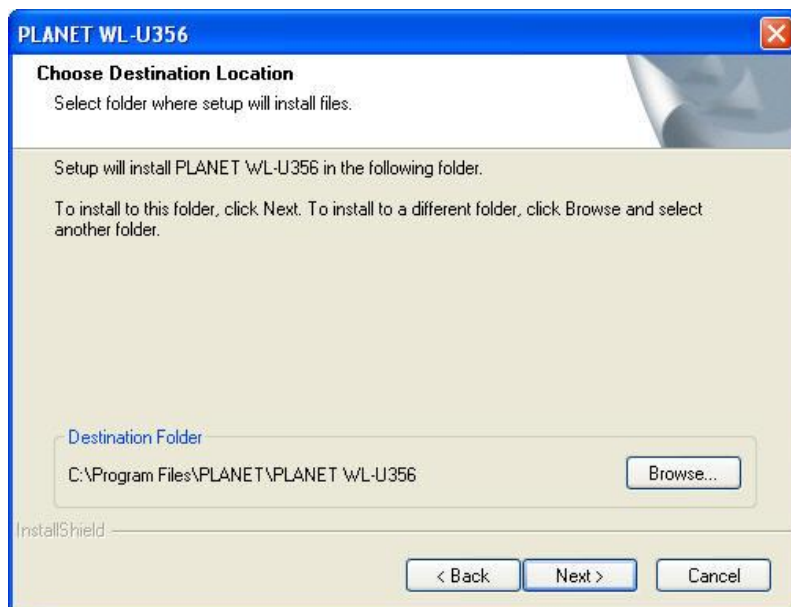 PLANET WL-U356
Choose Destination Location
Select folder where setup will install files.
Setup will install PLANET WL-U356 in the following folder.
To install to this folder, click Next. To install to a different folder, click Browse and select
another folder.
Destination Folder
C:\Program Files\PLANET\PLANET WL-U356
Browse...
InstallShield
< Back
Next >
Cancel